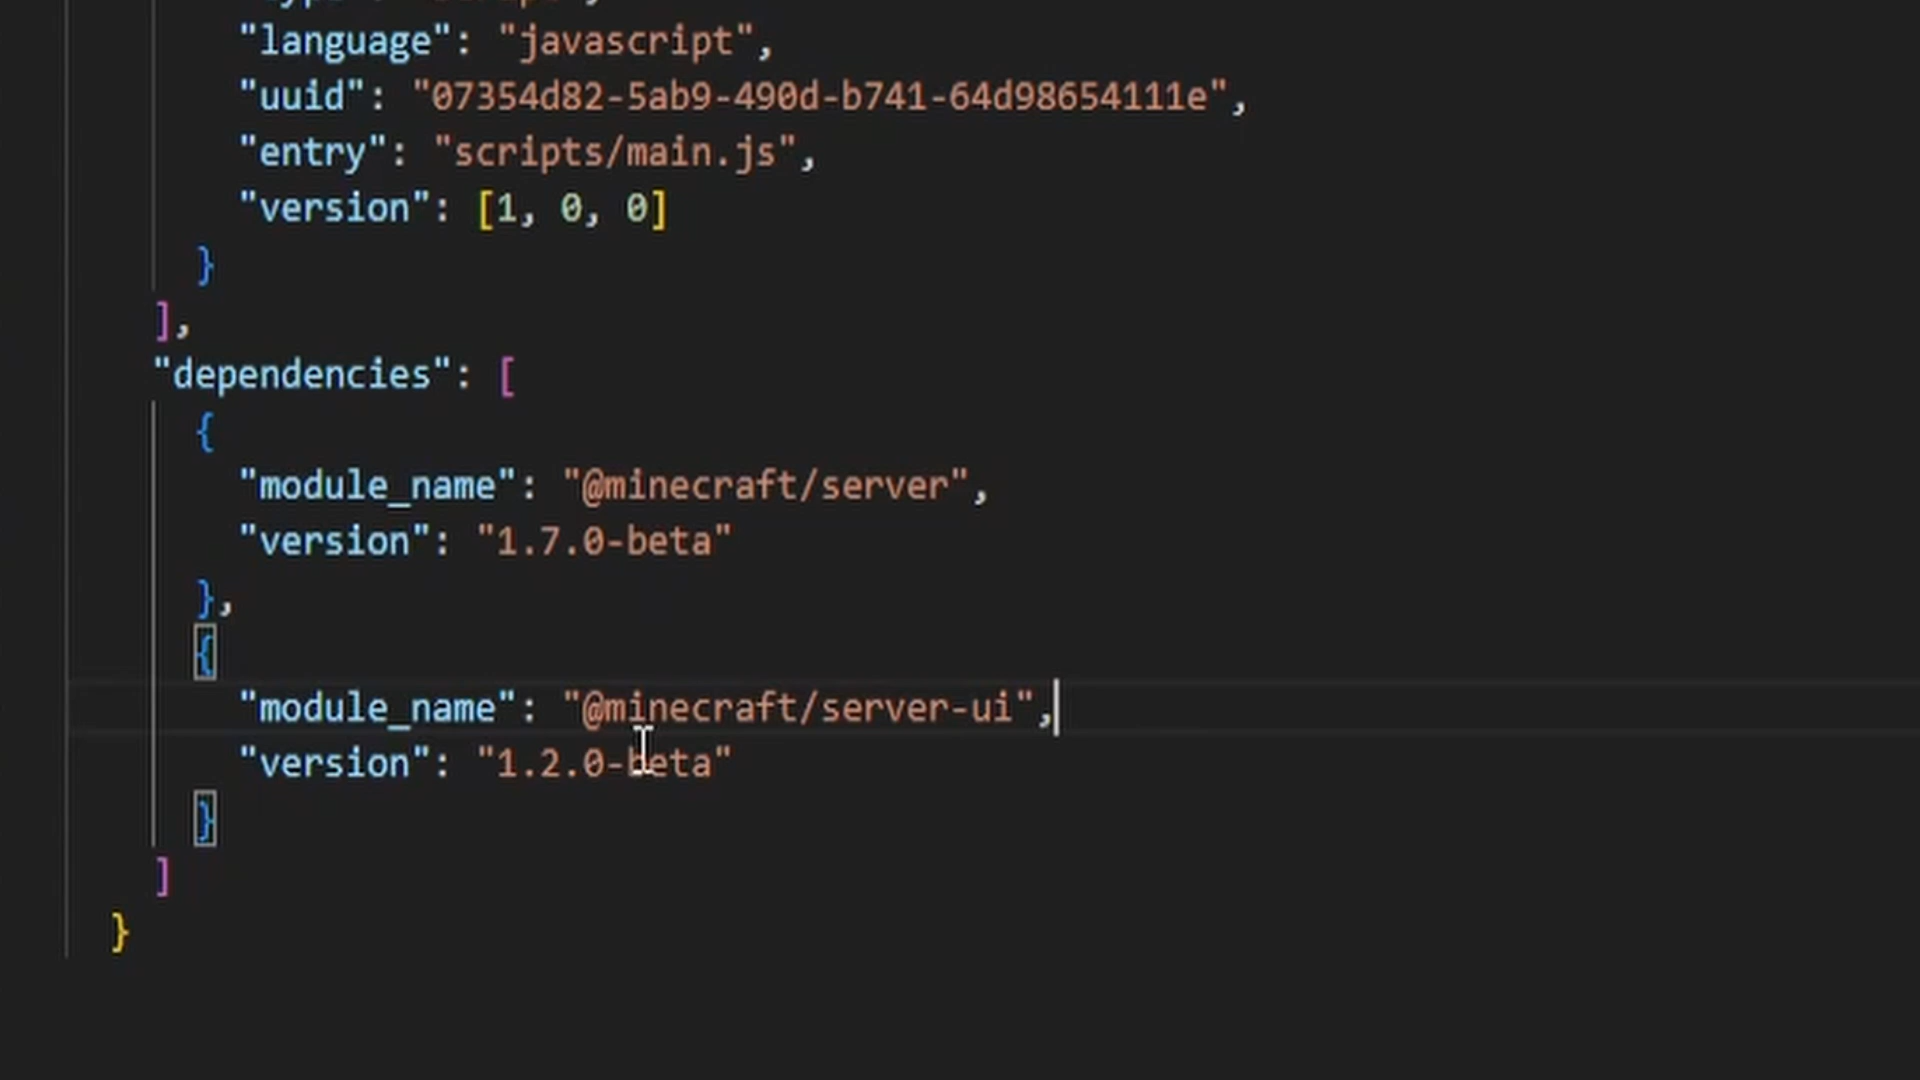 "language": "javascript",
"uuid": "07354d82-5ab9-490d-b741-64d98654111e",
"entry": "scripts/main.js",
"version": [1, 0, 0]
}
],
"dependencies": [
{
"module_name": "@minecraft/server",
"version": "1.7.0-beta"
},
{
"module_name": "@minecraft/server-ui",
"version": "1.2.0-beta"
}
]
}